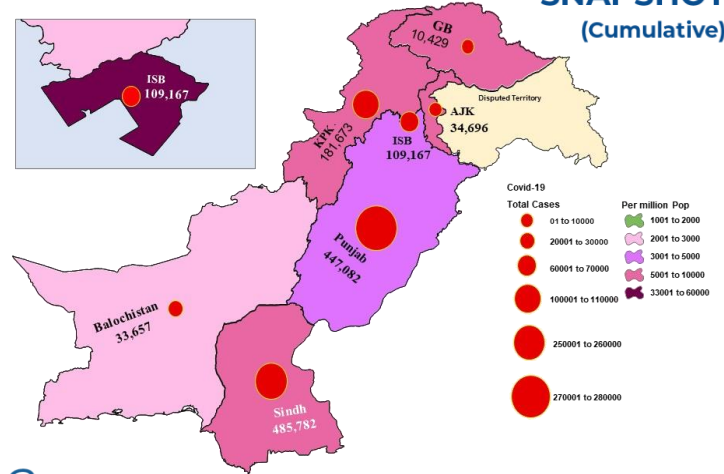 SNAPSHOT
(Cumulative)
ISB
109,167
GB
10,429
Disputed Territory
AJK
34,696
KPK
181,673
ISB
109,167
Punjab
447,082
Balochistan
33,657
Sindh
485,782
Covid-19
Total Cases
01 to 10000
20001 to 30000
60001 to 70000
100001 to 110000
250001 to 260000
270001 to 280000
Per million Pop
1001 to 2000
2001 to 3000
3001 to 5000
5001 to 10000
33001 to 60000